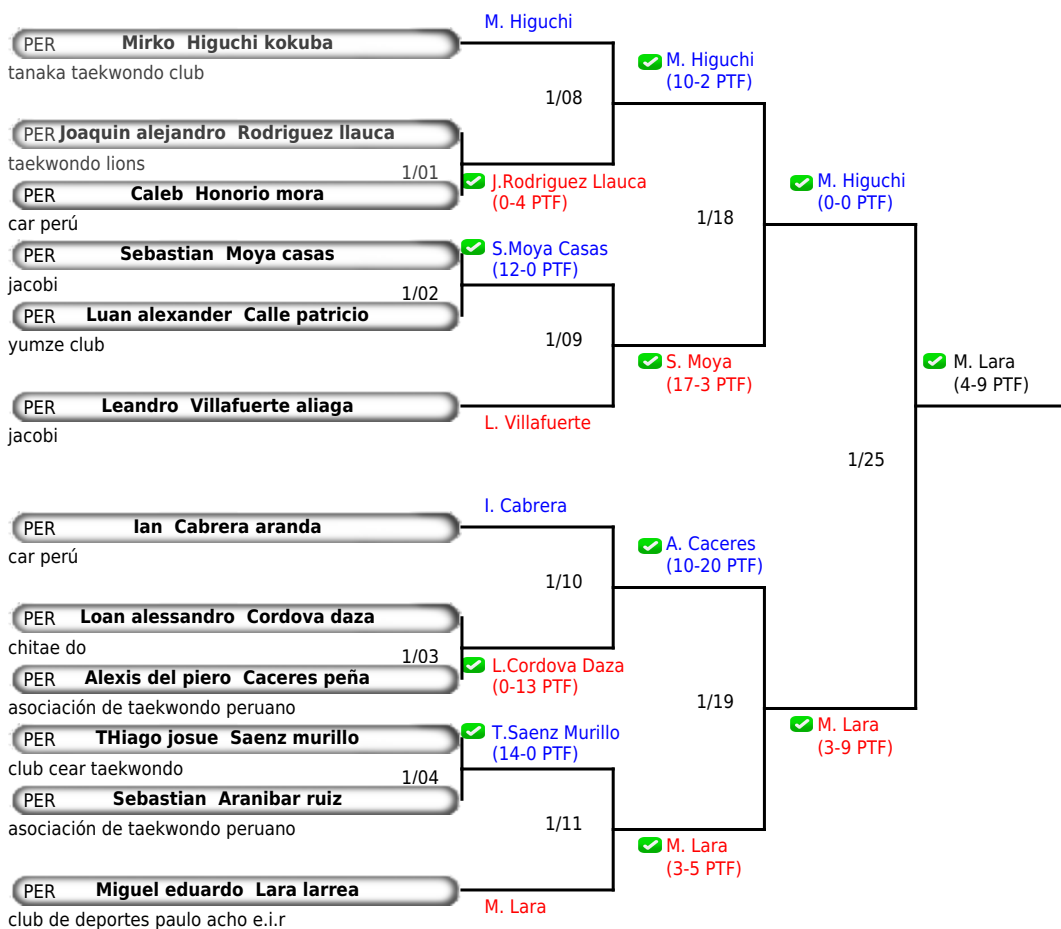 M. Higuchi
PER Mirko Higuchi kokuba
tanaka taekwondo club
M. Higuchi
(10-2 PTF)
1/08
PER Joaquin alejandro Rodriguez llauca
taekwondo lions
1/01
J.Rodriguez Llauca
(0-4 PTF)
PER Caleb Honorio mora
car perú
M. Higuchi
(0-0 PTF)
1/18
PER Sebastian Moya casas
jacobi
S.Moya Casas
(12-0 PTF)
1/02
PER Luan alexander Calle patricio
yumze club
1/09
S. Moya
(17-3 PTF)
M. Lara
(4-9 PTF)
PER Leandro Villafuerte aliaga
jacobi
L. Villafuerte
1/25
I. Cabrera
PER Ian Cabrera aranda
car perú
A. Caceres
(10-20 PTF)
1/10
PER Loan alessandro Cordova daza
chitae do
1/03
L.Cordova Daza
(0-13 PTF)
PER Alexis del piero Caceres peña
asociación de taekwondo peruano
1/19
M. Lara
(3-9 PTF)
PER THiago josue Saenz murillo
club cear taekwondo
T.Saenz Murillo
(14-0 PTF)
1/04
PER Sebastian Aranibar ruiz
asociación de taekwondo peruano
1/11
M. Lara
(3-5 PTF)
PER Miguel eduardo Lara larrea
club de deportes paulo acho e.i.r
M. Lara